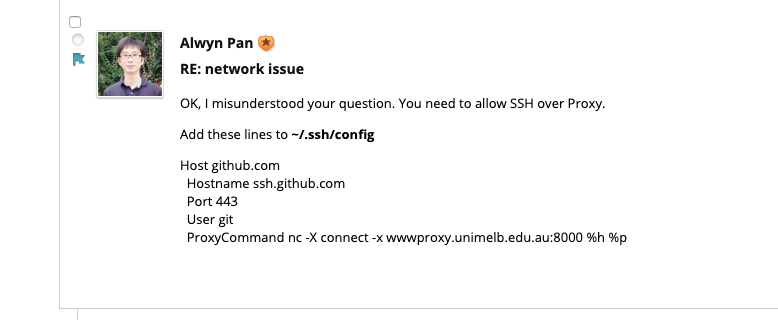 Alwyn Pan
RE: network issue
OK, I misunderstood your question. You need to allow SSH over Proxy.
Add these lines to ~/.ssh/config
Host github.com
Hostname ssh.github.com
Port 443
User git
ProxyCommand nc -X connect -x wwwproxy.unimelb.edu.au:8000 %h %p